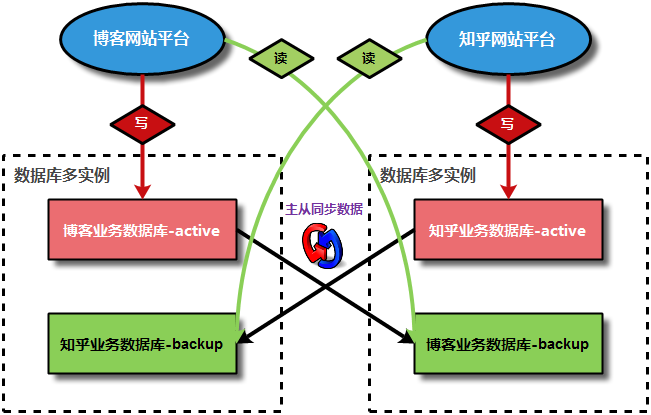 博客网站平台
读
读
知乎网站平台
写
写
数据库多实例
数据库多实例
博客业务数据库-active
主从同步数据
知乎业务数据库-active
知乎业务数据库-backup
博客业务数据库-backup